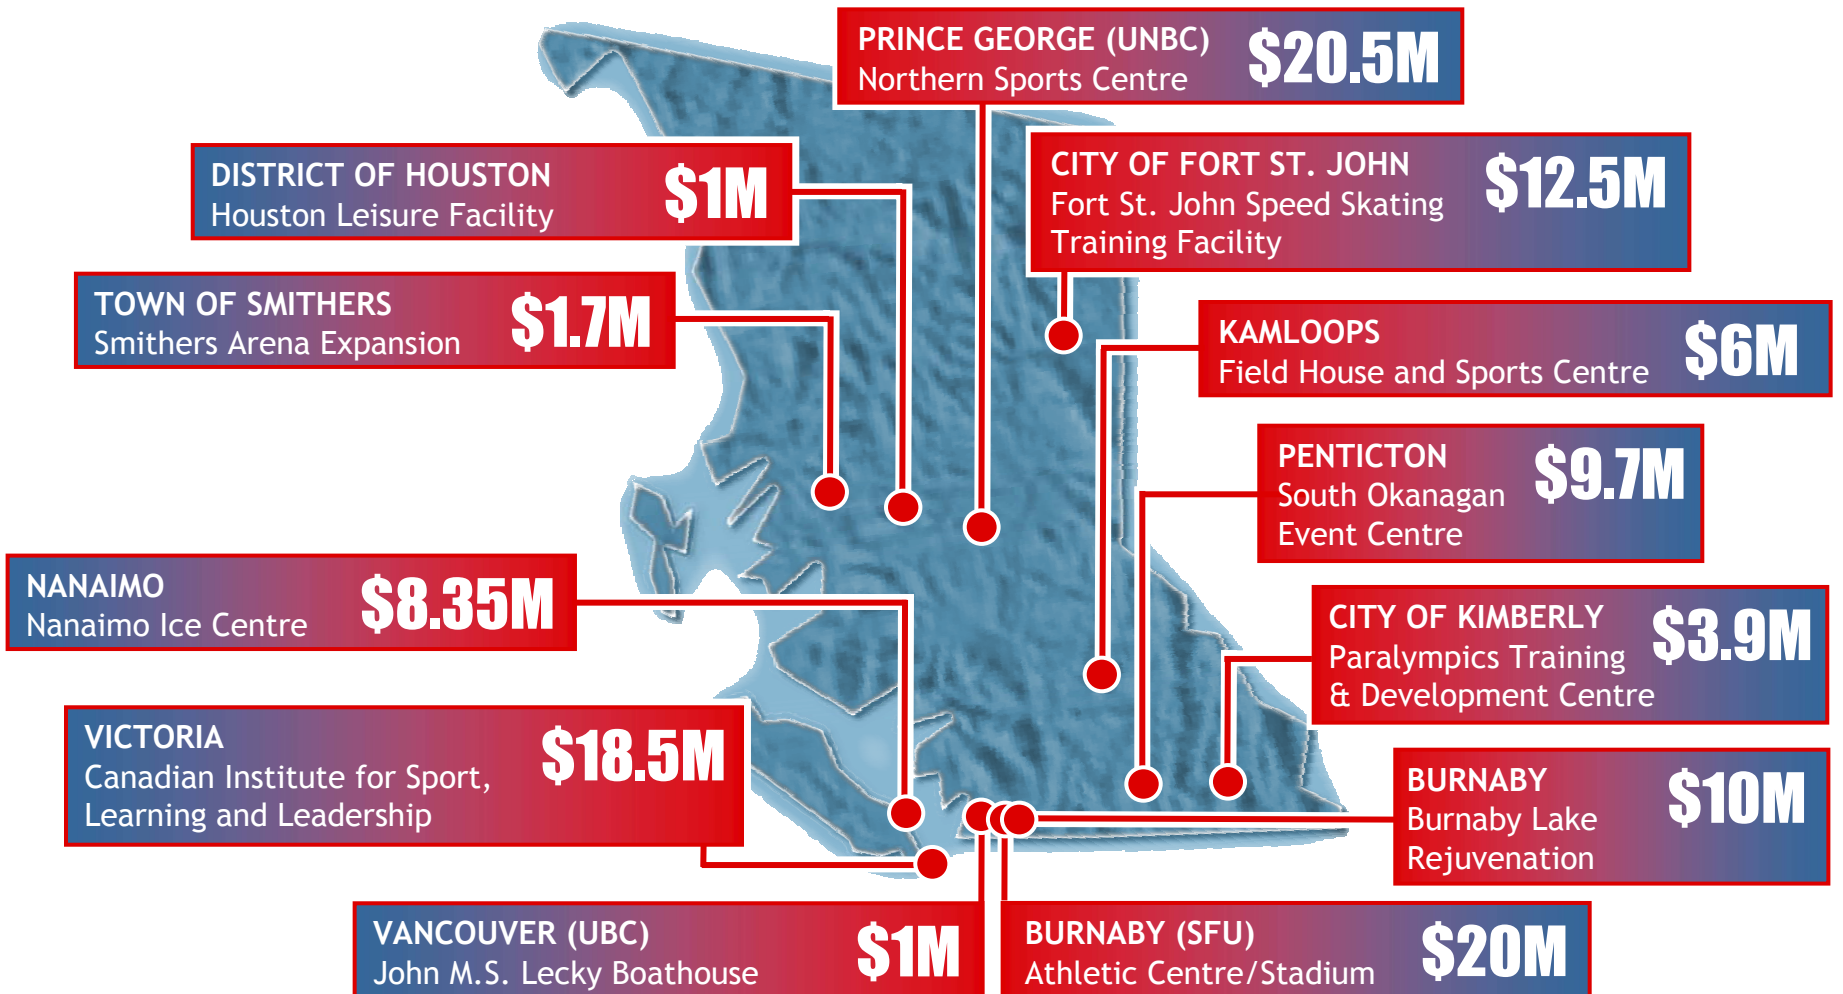 PRINCE GEORGE (UNBC)
Northern Sports Centre
$20.5M
DISTRICT OF HOUSTON
Houston Leisure Facility
$1M
CITY OF FORT ST. JOHN
Fort St. John Speed Skating
Training Facility
$12.5M
TOWN OF SMITHERS
Smithers Arena Expansion
$1.7M
KAMLOOPS
Field House and Sports Centre
$6M
PENTICTON
South Okanagan
Event Centre
$9.7M
NANAIMO
Nanaimo Ice Centre
$8.35M
CITY OF KIMBERLY
Paralympics Training
& Development Centre
$3.9M
VICTORIA
Canadian Institute for Sport,
Learning and Leadership
$18.5M
BURNABY
Burnaby Lake
Rejuvenation
$10M
VANCOUVER (UBC)
John M.S. Lecky Boathouse
$1M
BURNABY (SFU)
Athletic Centre/Stadium
$20M